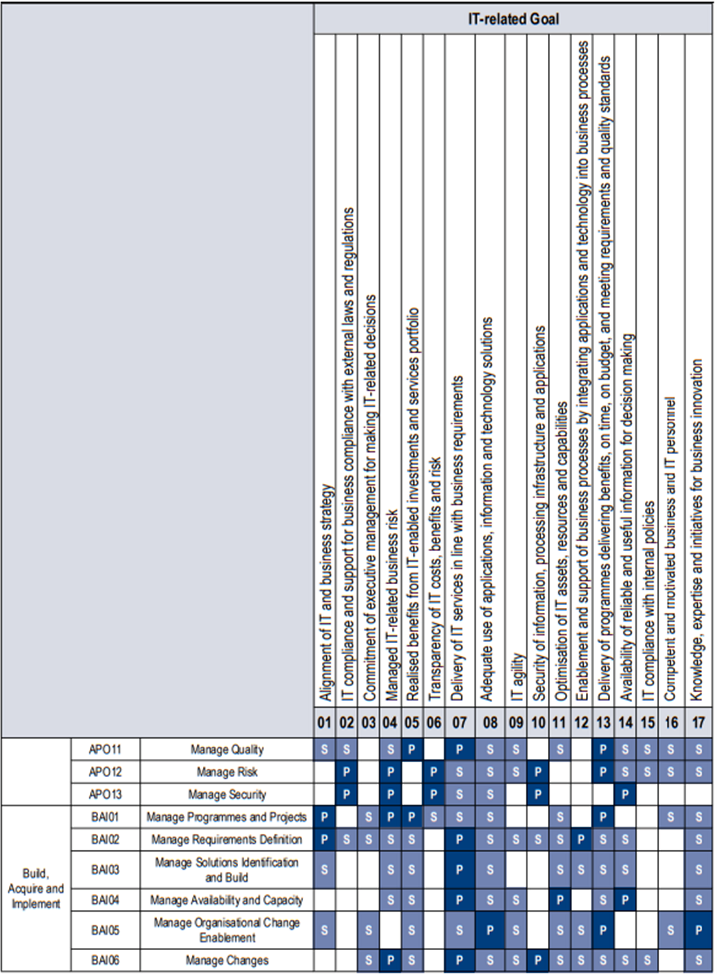 IT-related Goal
Alignment of IT and business strategy
IT compliance and support for business compliance with external laws and regulations
Commitment of executive management for making IT-related decisions
Managed IT-related business risk
Realised benefits from IT-enabled investments and services portfolio
Transparency of IT costs, benefits and risk
Delivery of IT services in line with business requirements
Adequate use of applications, information and technology solutions
IT agility
Security of information, processing infrastructure and applications
Optimisation of IT assets, resources and capabilities
Enablement and support of business processes by integrating applications and technology into business processes
Delivery of programmes delivering benefits, on time, on budget, and meeting requirements and quality standards
Availability of reliable and useful information for decision making
IT compliance with internal policies
Competent and motivated business and IT personnel
Knowledge, expertise and initiatives for business innovation
01 02 03 04 05 06 07 08 09 10 11 12 13 14 15 16 17
APO11 Manage Quality S S S P P S S S P S S S S
APO12 Manage Risk P P P S S S P P S S S S
APO13 Manage Security P P P S S P P
Build,
Acquire and
Implement
BAI01 Manage Programmes and Projects P S P P S S S S P S S
BAI02 Manage Requirements Definition P S S S S P S S S S P S S S
BAI03 Manage Solutions Identification
and Build S S S P S S S S S S
BAI04 Manage Availability and Capacity S S P S S P S P S
BAI05 Manage Organisational Change
Enablement S S S S P S S S P S P
BAI06 Manage Changes S P S P S S P S S S S S S